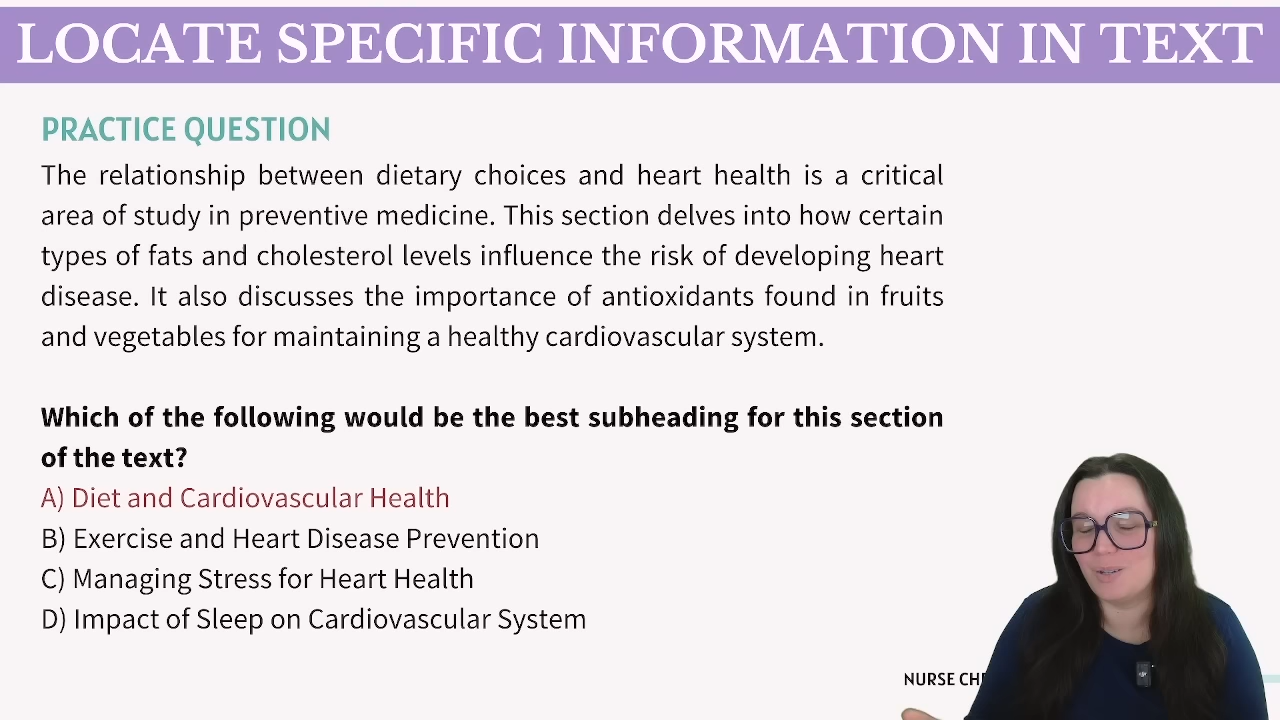 LOCATE SPECIFIC INFORMATION IN TEXT
PRACTICE QUESTION
The relationship between dietary choices and heart health is a critical
area of study in preventive medicine. This section delves into how certain
types of fats and cholesterol levels influence the risk of developing heart
disease. It also discusses the importance of antioxidants found in fruits
and vegetables for maintaining a healthy cardiovascular system.
Which of the following would be the best subheading for this section
of the text?
A) Diet and Cardiovascular Health
B) Exercise and Heart Disease Prevention
C) Managing Stress for Heart Health
D) Impact of Sleep on Cardiovascular System
NURSE